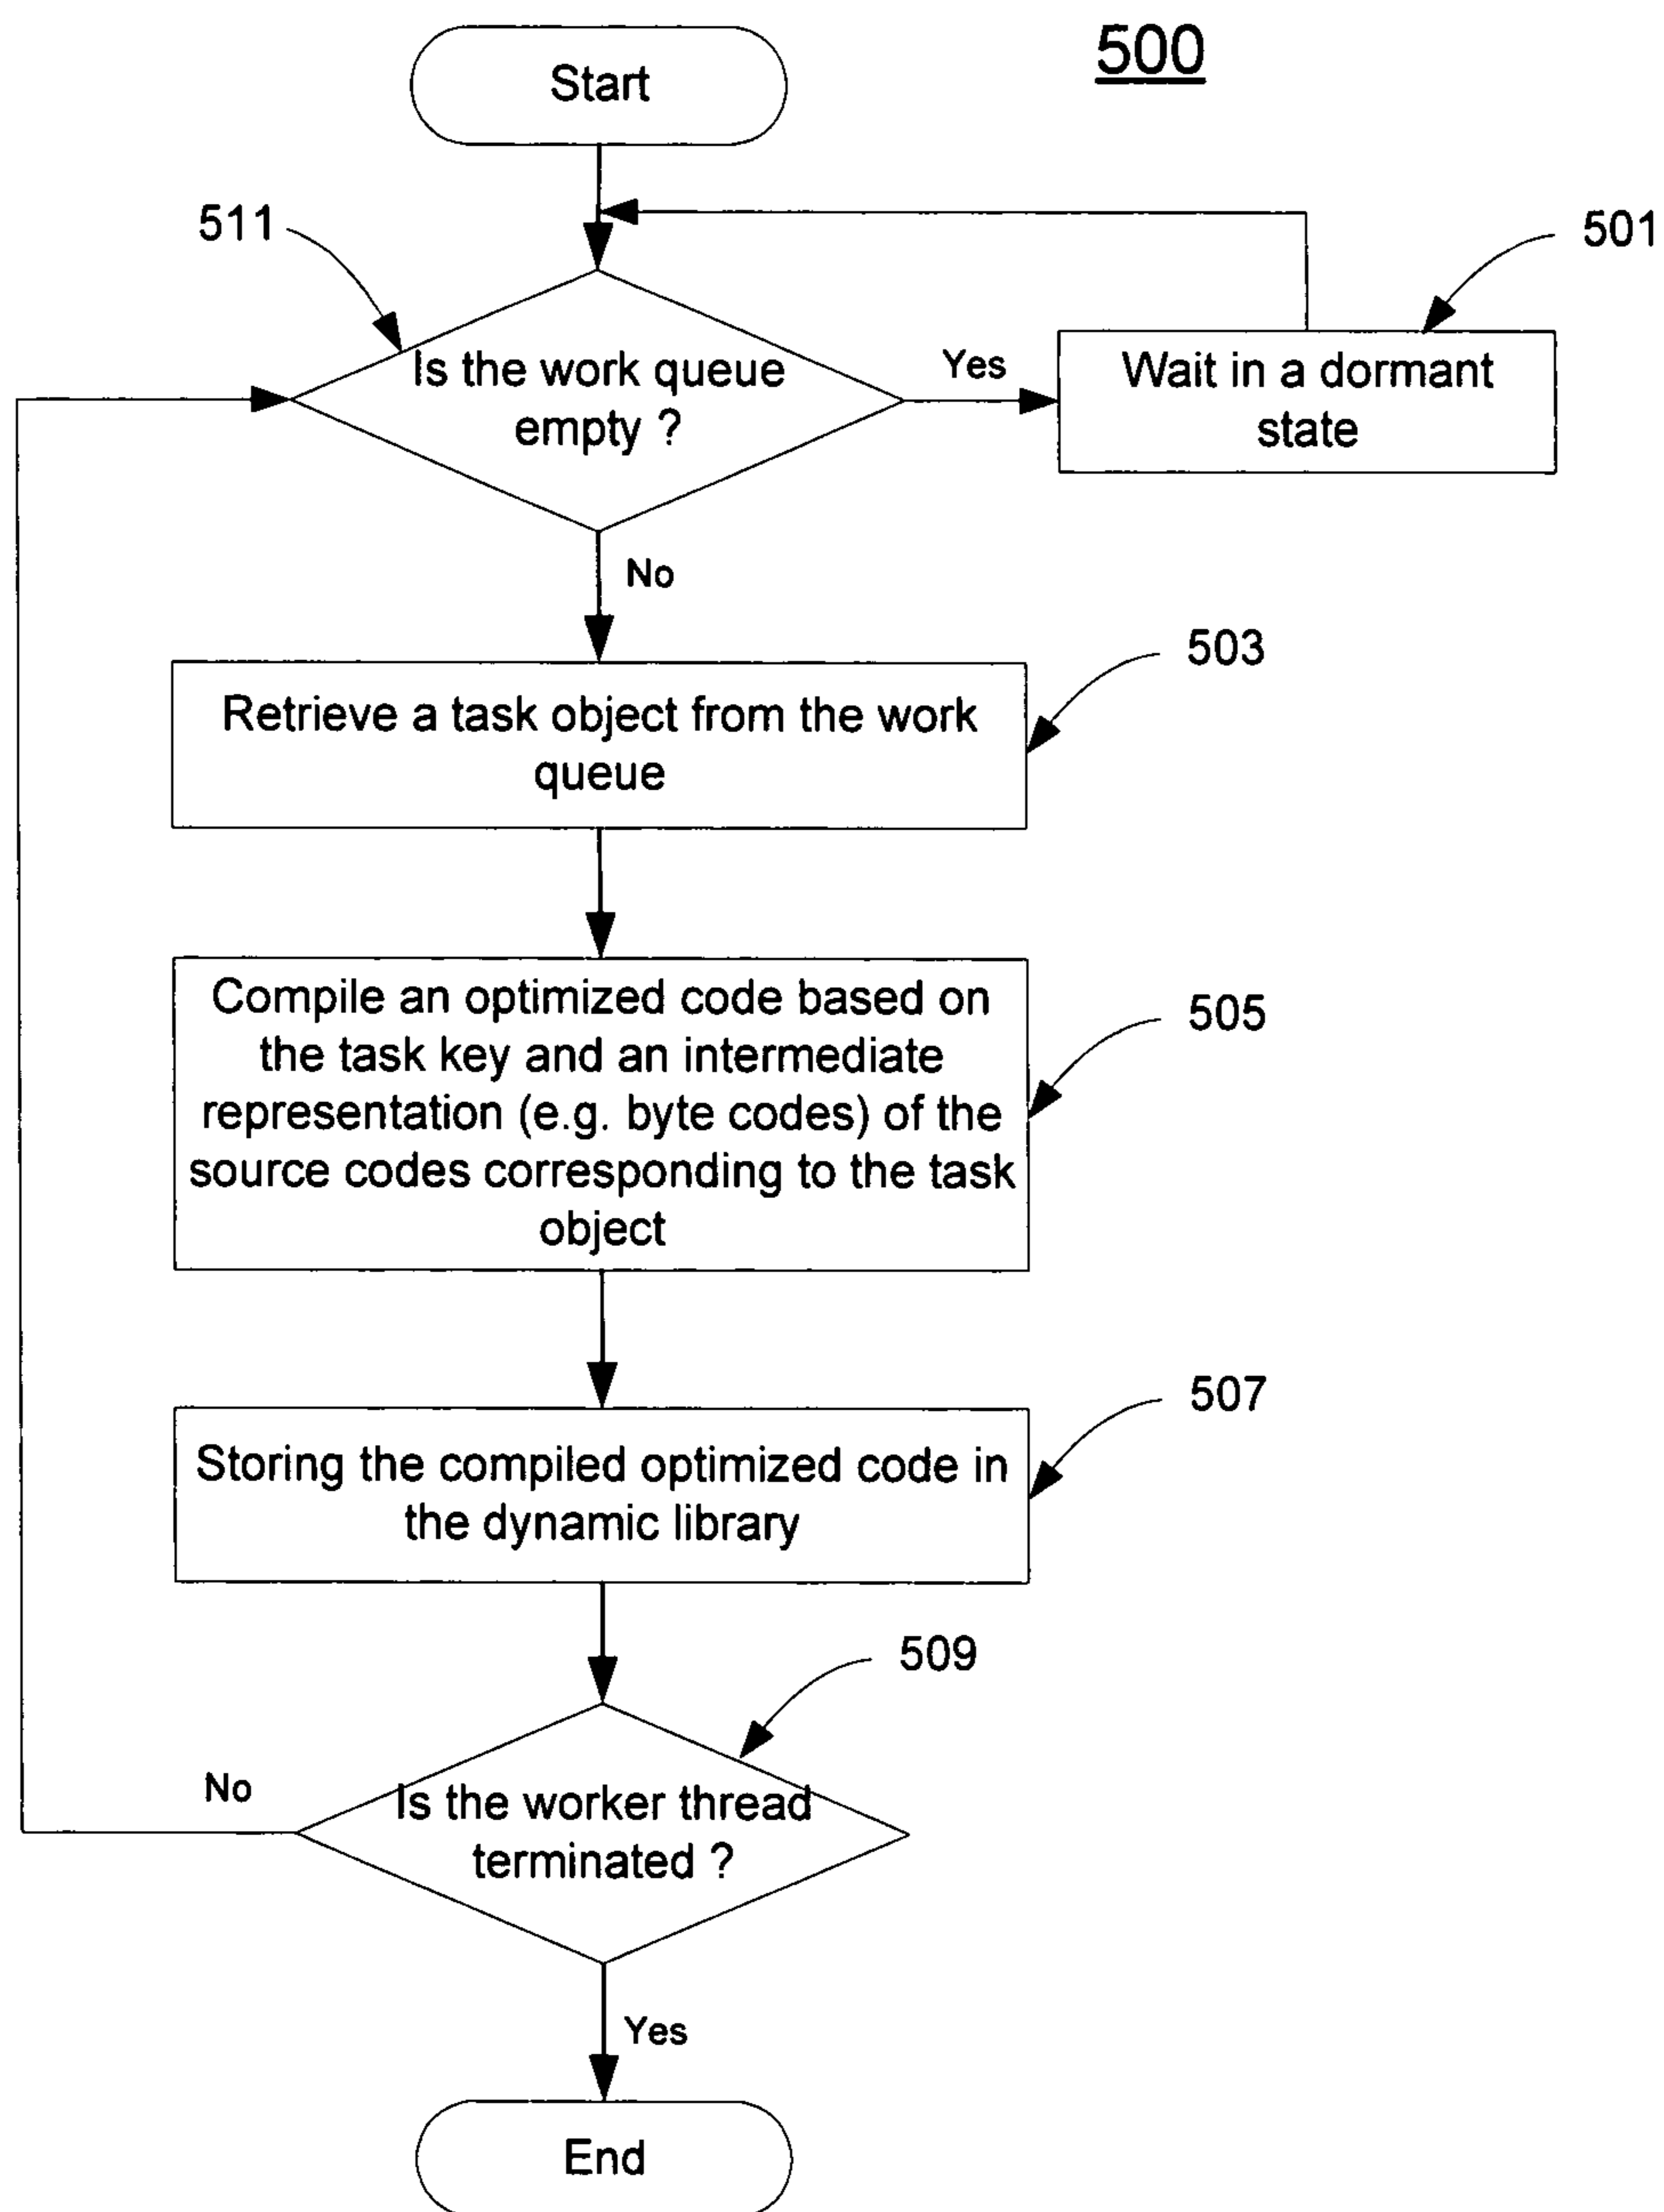 500
Start
511
501
Is the work queue
empty ?
Yes
Wait in a dormant
state
No
503
Retrieve a task object from the work
queue
Compile an optimized code based on
the task key and an intermediate
representation (e.g. byte codes) of the
source codes corresponding to the task
object
505
507
Storing the compiled optimized code in
the dynamic library
509
No
Is the worker thread
terminated ?
Yes
End